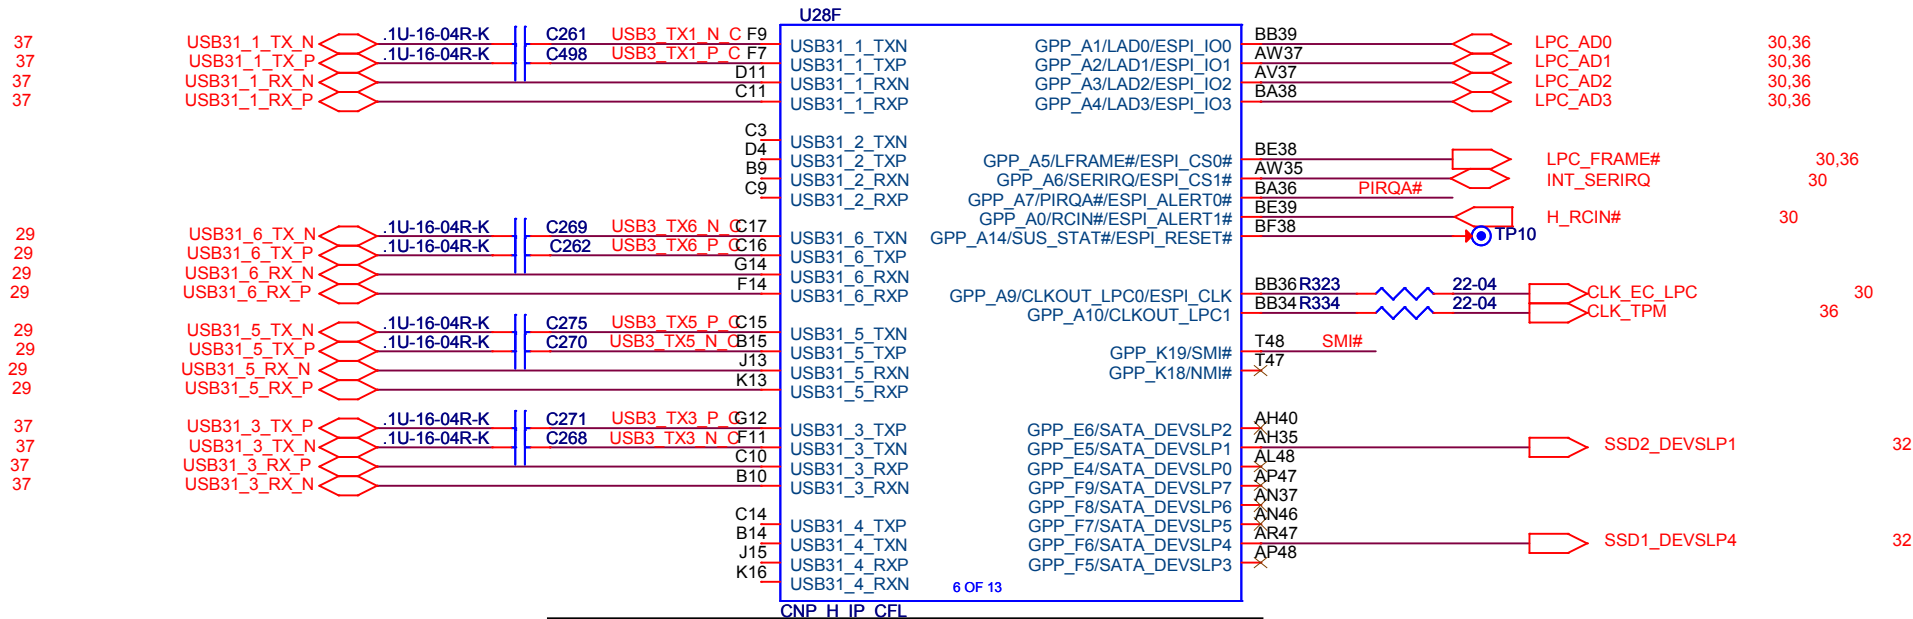 U28F
37 USB31_1_TX_N .1U-16-04R-K C261 USB3_TX1_N_C F9 USB31_1_TXN GPP_A1/LAD0/ESPI_IO0 BB39 LPC_AD0 30,36
37 USB31_1_TX_P .1U-16-04R-K C498 USB3_TX1_P_C F7 USB31_1_TXP GPP_A2/LAD1/ESPI_IO1 AW37 LPC_AD1 30,36
37 USB31_1_RX_N D11 USB31_1_RXN GPP_A3/LAD2/ESPI_IO2 AV37 LPC_AD2 30,36
37 USB31_1_RX_P C11 USB31_1_RXP GPP_A4/LAD3/ESPI_IO3 BA38 LPC_AD3 30,36
C3 USB31_2_TXN
D4 USB31_2_TXP GPP_A5/LFRAME#/ESPI_CS0# BE38 LPC_FRAME# 30,36
B9 USB31_2_RXN GPP_A6/SERIRQ/ESPI_CS1# AW35 INT_SERIRQ 30
C9 USB31_2_RXP GPP_A7/PIRQA#/ESPI_ALERT0# BA36 PIRQA#
GPP_A0/RCIN#/ESPI_ALERT1# BE39 H_RCIN# 30
29 USB31_6_TX_N .1U-16-04R-K C269 USB3_TX6_N_C C17 USB31_6_TXN GPP_A14/SUS_STAT#/ESPI_RESET# BF38 TP10
29 USB31_6_TX_P .1U-16-04R-K C262 USB3_TX6_P_C C16 USB31_6_TXP
29 USB31_6_RX_N G14 USB31_6_RXN
29 USB31_6_RX_P F14 USB31_6_RXP GPP_A9/CLKOUT_LPC0/ESPI_CLK BB36 R323 22-04 CLK_EC_LPC 30
GPP_A10/CLKOUT_LPC1 BB34 R334 22-04 CLK_TPM 36
29 USB31_5_TX_N .1U-16-04R-K C275 USB3_TX5_P_C C15 USB31_5_TXN
29 USB31_5_TX_P .1U-16-04R-K C270 USB3_TX5_N_C B15 USB31_5_TXP GPP_K19/SMI# T48 SMI#
29 USB31_5_RX_N J13 USB31_5_RXN GPP_K18/NMI# T47
29 USB31_5_RX_P K13 USB31_5_RXP
37 USB31_3_TX_P .1U-16-04R-K C271 USB3_TX3_P_C G12 USB31_3_TXP GPP_E6/SATA_DEVSLP2 AH40
37 USB31_3_TX_N .1U-16-04R-K C268 USB3_TX3_N_C F11 USB31_3_TXN GPP_E5/SATA_DEVSLP1 AH35 SSD2_DEVSLP1 32
37 USB31_3_RX_P C10 USB31_3_RXP GPP_E4/SATA_DEVSLP0 AL48
37 USB31_3_RX_N B10 USB31_3_RXN GPP_F9/SATA_DEVSLP7 AP47
GPP_F8/SATA_DEVSLP6 AN37
C14 USB31_4_TXP GPP_F7/SATA_DEVSLP5 AN46
B14 USB31_4_TXN GPP_F6/SATA_DEVSLP4 AR47 SSD1_DEVSLP4 32
J15 USB31_4_RXP GPP_F5/SATA_DEVSLP3 AP48
K16 USB31_4_RXN 6 OF 13
CNP_H_IP_CFL